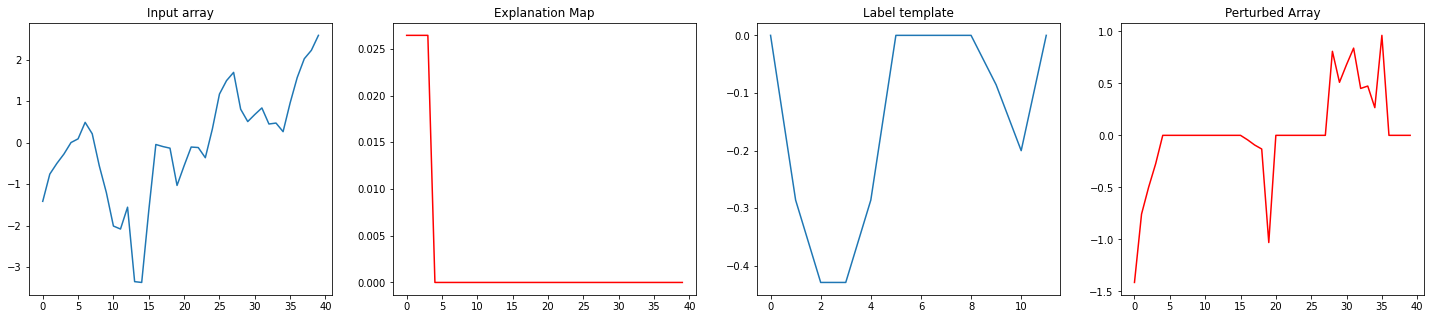 Input array
Explanation Map
Label template
Perturbed Array
2
1
0
−1
−2
−3
0 5 10 15 20 25 30 35 40
0.025
0.020
0.015
0.010
0.005
0.000
0 5 10 15 20 25 30 35 40
0.0
−0.1
−0.2
−0.3
−0.4
0 2 4 6 8 10
1.0
0.5
0.0
−0.5
−1.0
−1.5
0 5 10 15 20 25 30 35 40